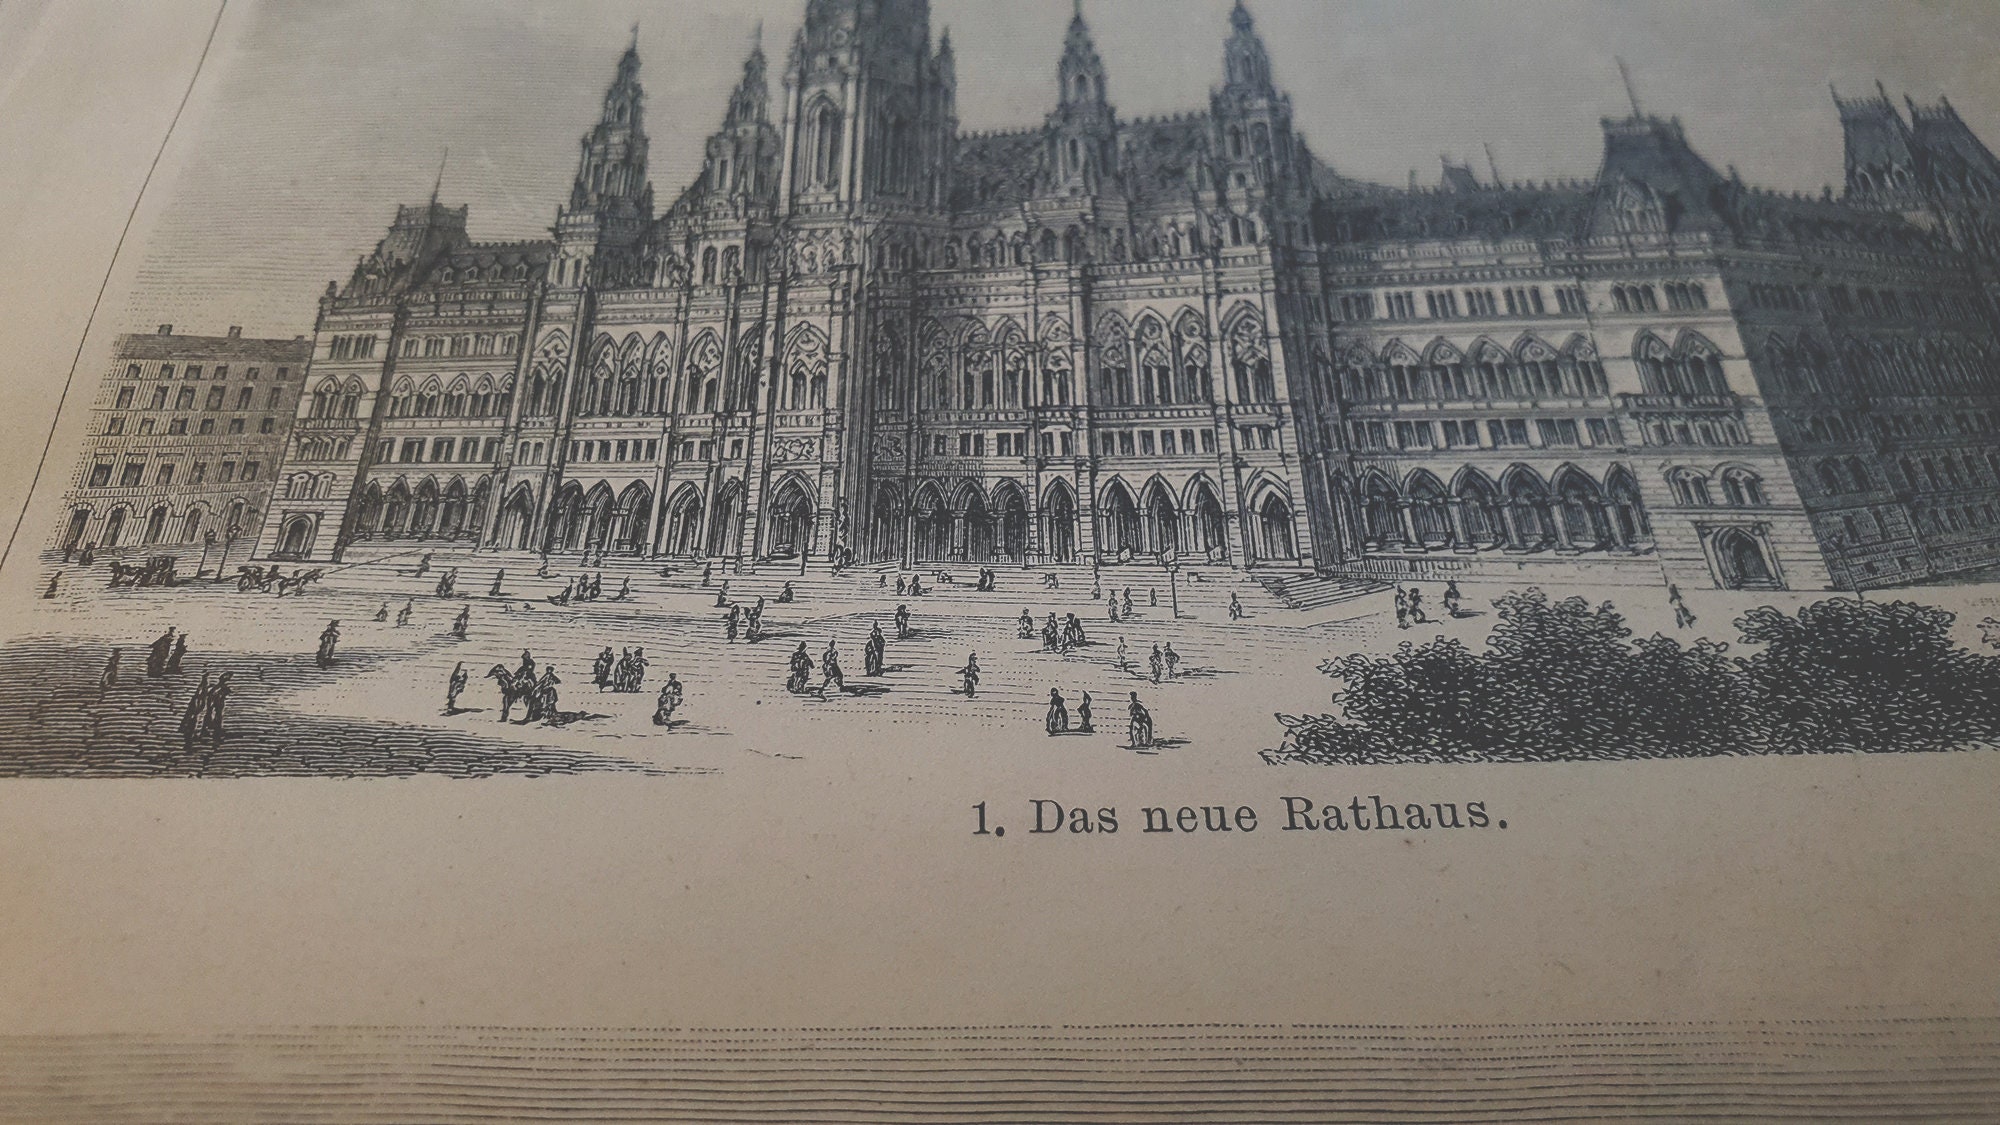 1. Das neue Rathaus.